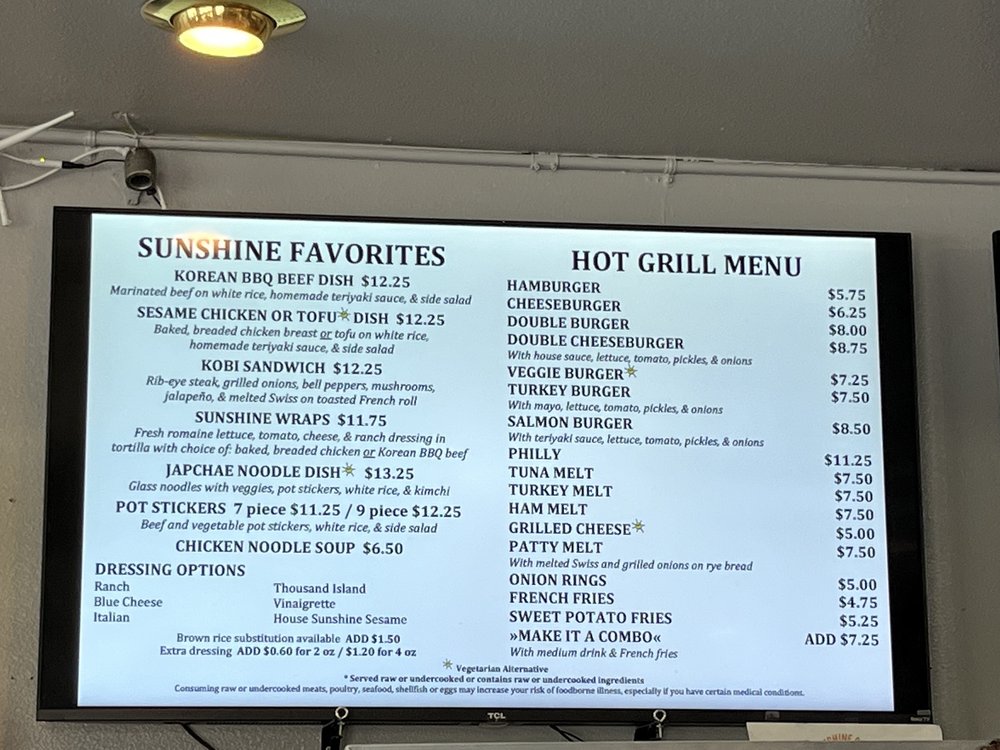 SUNSHINE FAVORITES
KOREAN BBQ BEEF DISH $12.25
Marinated beef on white rice, homemade teriyaki sauce, & side salad
SESAME CHICKEN OR TOFU DISH $12.25
Baked, breaded chicken breast or tofu on white rice,
homemade teriyaki sauce, & side salad
KOBI SANDWICH $12.25
Rib-eye steak, grilled onions, bell peppers, mushrooms,
jalapeño, & melted Swiss on toasted French roll
SUNSHINE WRAPS $11.75
Fresh romaine lettuce, tomato, cheese, & ranch dressing in
tortilla with choice of: baked, breaded chicken or Korean BBQ beef
JAPCHAE NOODLE DISH $13.25
Glass noodles with veggies, pot stickers, white rice, & kimchi
POT STICKERS 7 piece $11.25 / 9 piece $12.25
Beef and vegetable pot stickers, white rice, & side salad
CHICKEN NOODLE SOUP $6.50
DRESSING OPTIONS
Ranch Thousand Island
Blue Cheese Vinaigrette
Italian House Sunshine Sesame
Brown rice substitution available ADD $1.50
Extra dressing ADD $0.60 for 2 oz / $1.20 for 4 oz
HOT GRILL MENU
HAMBURGER $5.75
CHEESEBURGER $6.25
DOUBLE BURGER $8.00
DOUBLE CHEESEBURGER $8.75
With house sauce, lettuce, tomato, pickles, & onions
VEGGIE BURGER $7.25
TURKEY BURGER $7.50
With mayo, lettuce, tomato, pickles, & onions
SALMON BURGER $8.50
With teriyaki sauce, lettuce, tomato, pickles, & onions
PHILLY $11.25
TUNA MELT $7.50
TURKEY MELT $7.50
HAM MELT $7.50
GRILLED CHEESE $5.00
PATTY MELT $7.50
With melted Swiss and grilled onions on rye bread
ONION RINGS $5.00
FRENCH FRIES $4.75
SWEET POTATO FRIES $5.25
»MAKE IT A COMBO« ADD $7.25
With medium drink & French fries
Vegetarian Alternative
* Served raw or undercooked or contains raw or undercooked ingredients
Consuming raw or undercooked meats, poultry, seafood, shellfish or eggs may increase your risk of foodborne illness, especially if you have certain medical conditions.
TCL
Roku TV